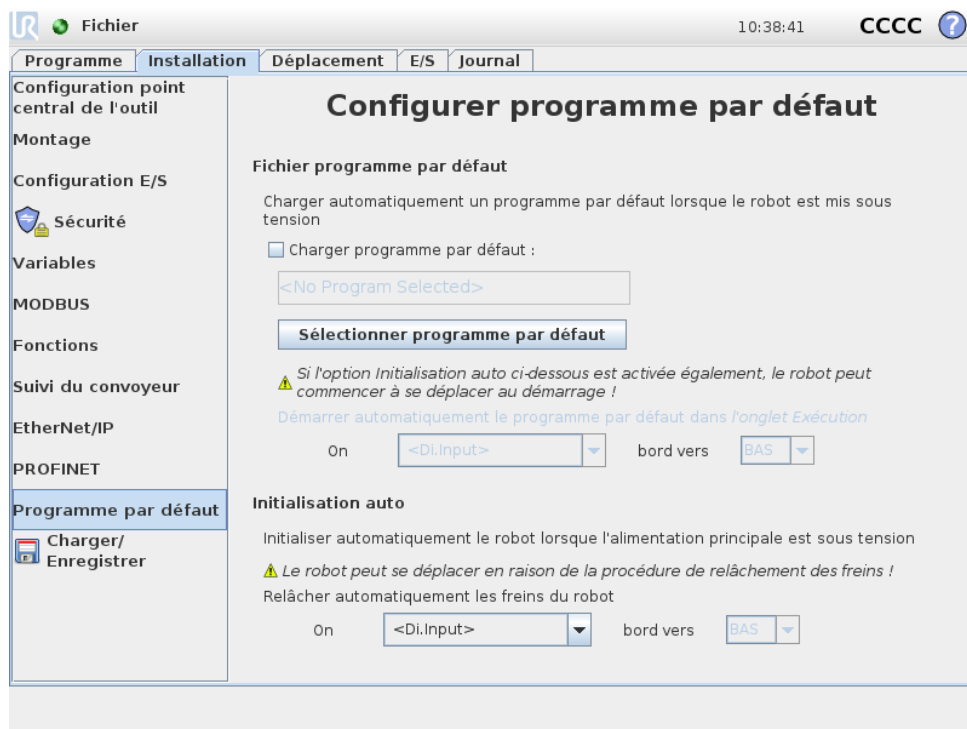 UR Fichier 10:38:41 CCCC ?
Programme Installation Déplacement E/S Journal
Configuration point
central de l'outil
Montage
Configuration E/S
Sécurité
Variables
MODBUS
Fonctions
Suivi du convoyeur
EtherNet/IP
PROFINET
Programme par défaut
Charger/
Enregistrer
Configurer programme par défaut
Fichier programme par défaut
Charger automatiquement un programme par défaut lorsque le robot est mis sous
tension
Charger programme par défaut :
<No Program Selected>
Sélectionner programme par défaut
Si l'option Initialisation auto ci-dessous est activée également, le robot peut
commencer à se déplacer au démarrage !
Démarrer automatiquement le programme par défaut dans l'onglet Exécution
On <Di.Input> bord vers BAS
Initialisation auto
Initialiser automatiquement le robot lorsque l'alimentation principale est sous tension
Le robot peut se déplacer en raison de la procédure de relâchement des freins !
Relâcher automatiquement les freins du robot
On <Di.Input> bord vers BAS